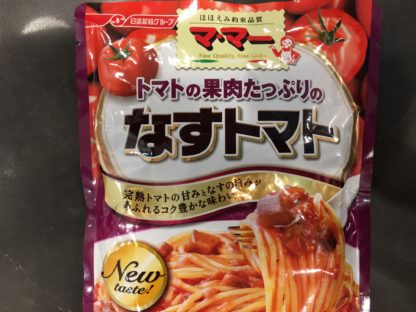 日清製粉グループ
ほほえみ約束品質
マ・マー
Fine Quality, Fine Smile
トマトの果肉たっぷりの
なすトマト
完熟トマトの甘みとなすの旨みが
あふれるコク豊かな味わい
New
taste!